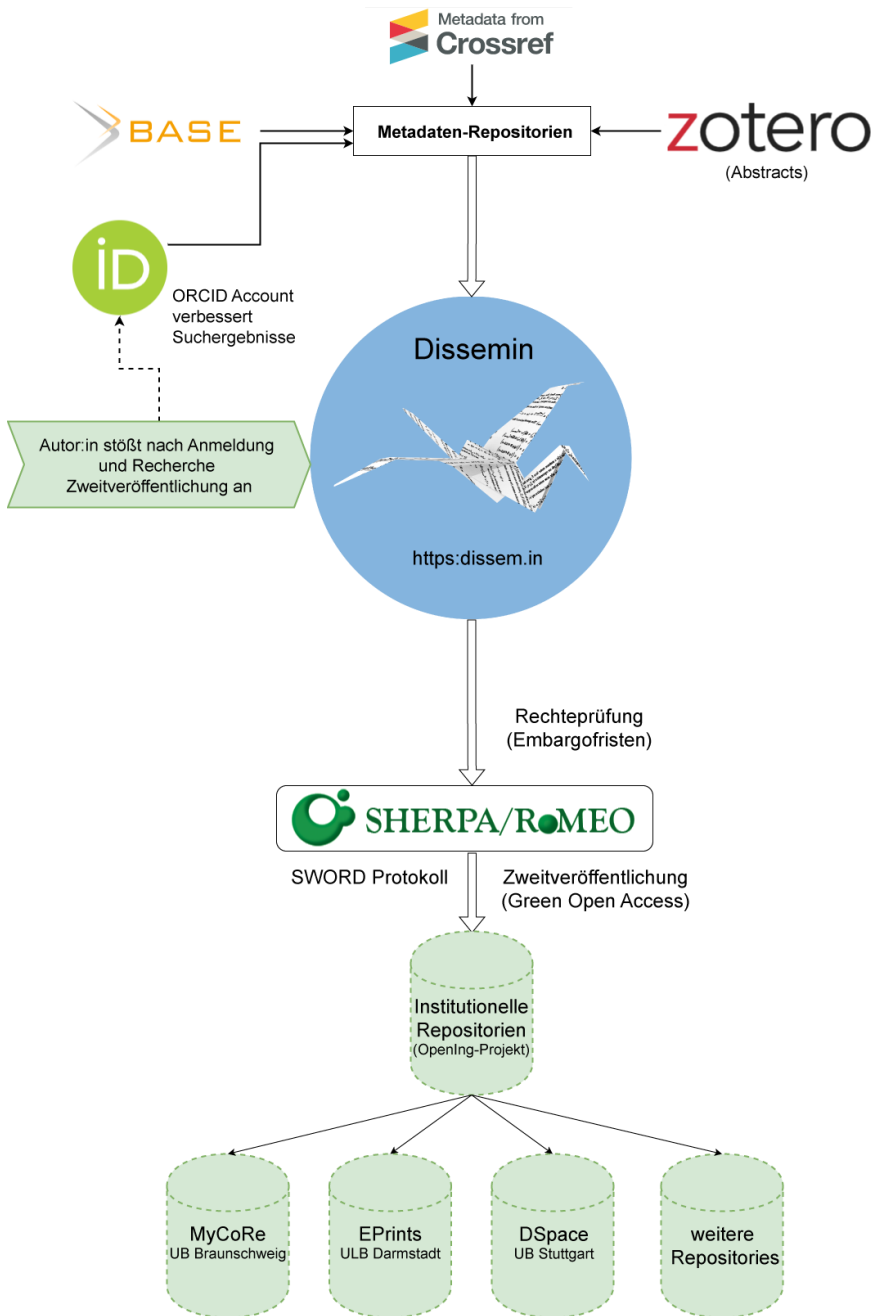 Metadata from
Crossref
BASE
Metadaten-Repositorien
zotero
(Abstracts)
iD
ORCID Account
verbessert
Suchergebnisse
Dissemin
Autor:in stößt nach Anmeldung
und Recherche
Zweitveröffentlichung an
https:dissem.in
Rechteprüfung
(Embargofristen)
SHERPA/RoMEO
SWORD Protokoll
Zweitveröffentlichung
(Green Open Access)
Institutionelle
Repositorien
(OpenIng-Projekt)
MyCoRe
UB Braunschweig
EPrints
ULB Darmstadt
DSpace
UB Stuttgart
weitere
Repositories